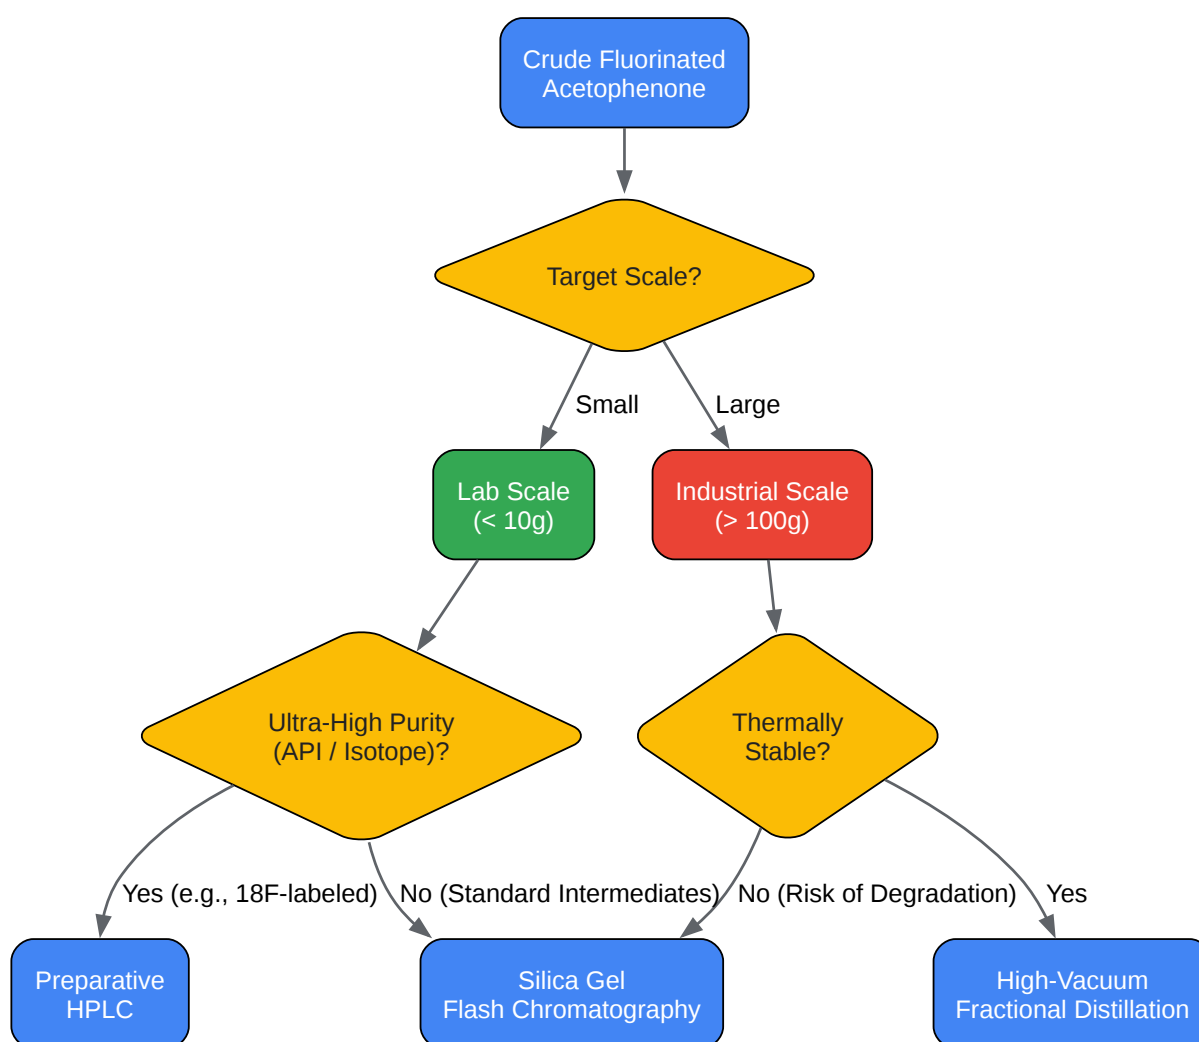 Crude Fluorinated
Acetophenone
Target Scale?
Small
Large
Lab Scale
(< 10g)
Industrial Scale
(> 100g)
Ultra-High Purity
(API / Isotope)?
Thermally
Stable?
Yes (e.g., 18F-labeled)
No (Standard Intermediates)
No (Risk of Degradation)
Yes
Preparative
HPLC
Silica Gel
Flash Chromatography
High-Vacuum
Fractional Distillation